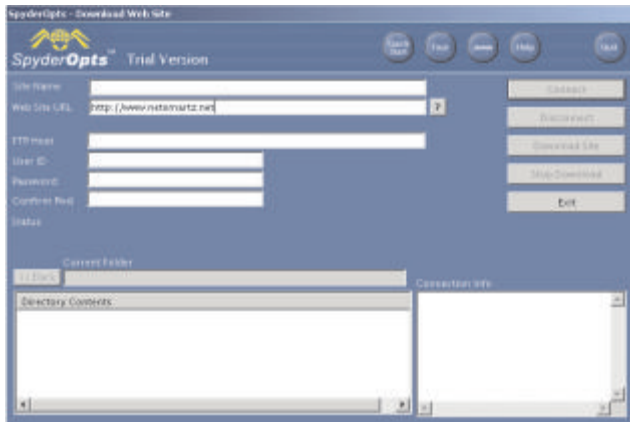 SpyderOpts - Download Web Site
SpyderOpts™ Trial Version
Quick Start
Tour
Help
Site Name
Web Site URL http://www.netsmartz.net ?
FTP Host
User ID
Password
Confirm Pwd
Status
Connect
Disconnect
Download Site
Stop Download
Exit
Current Folder
<< Back
Connection Info
Directory Contents